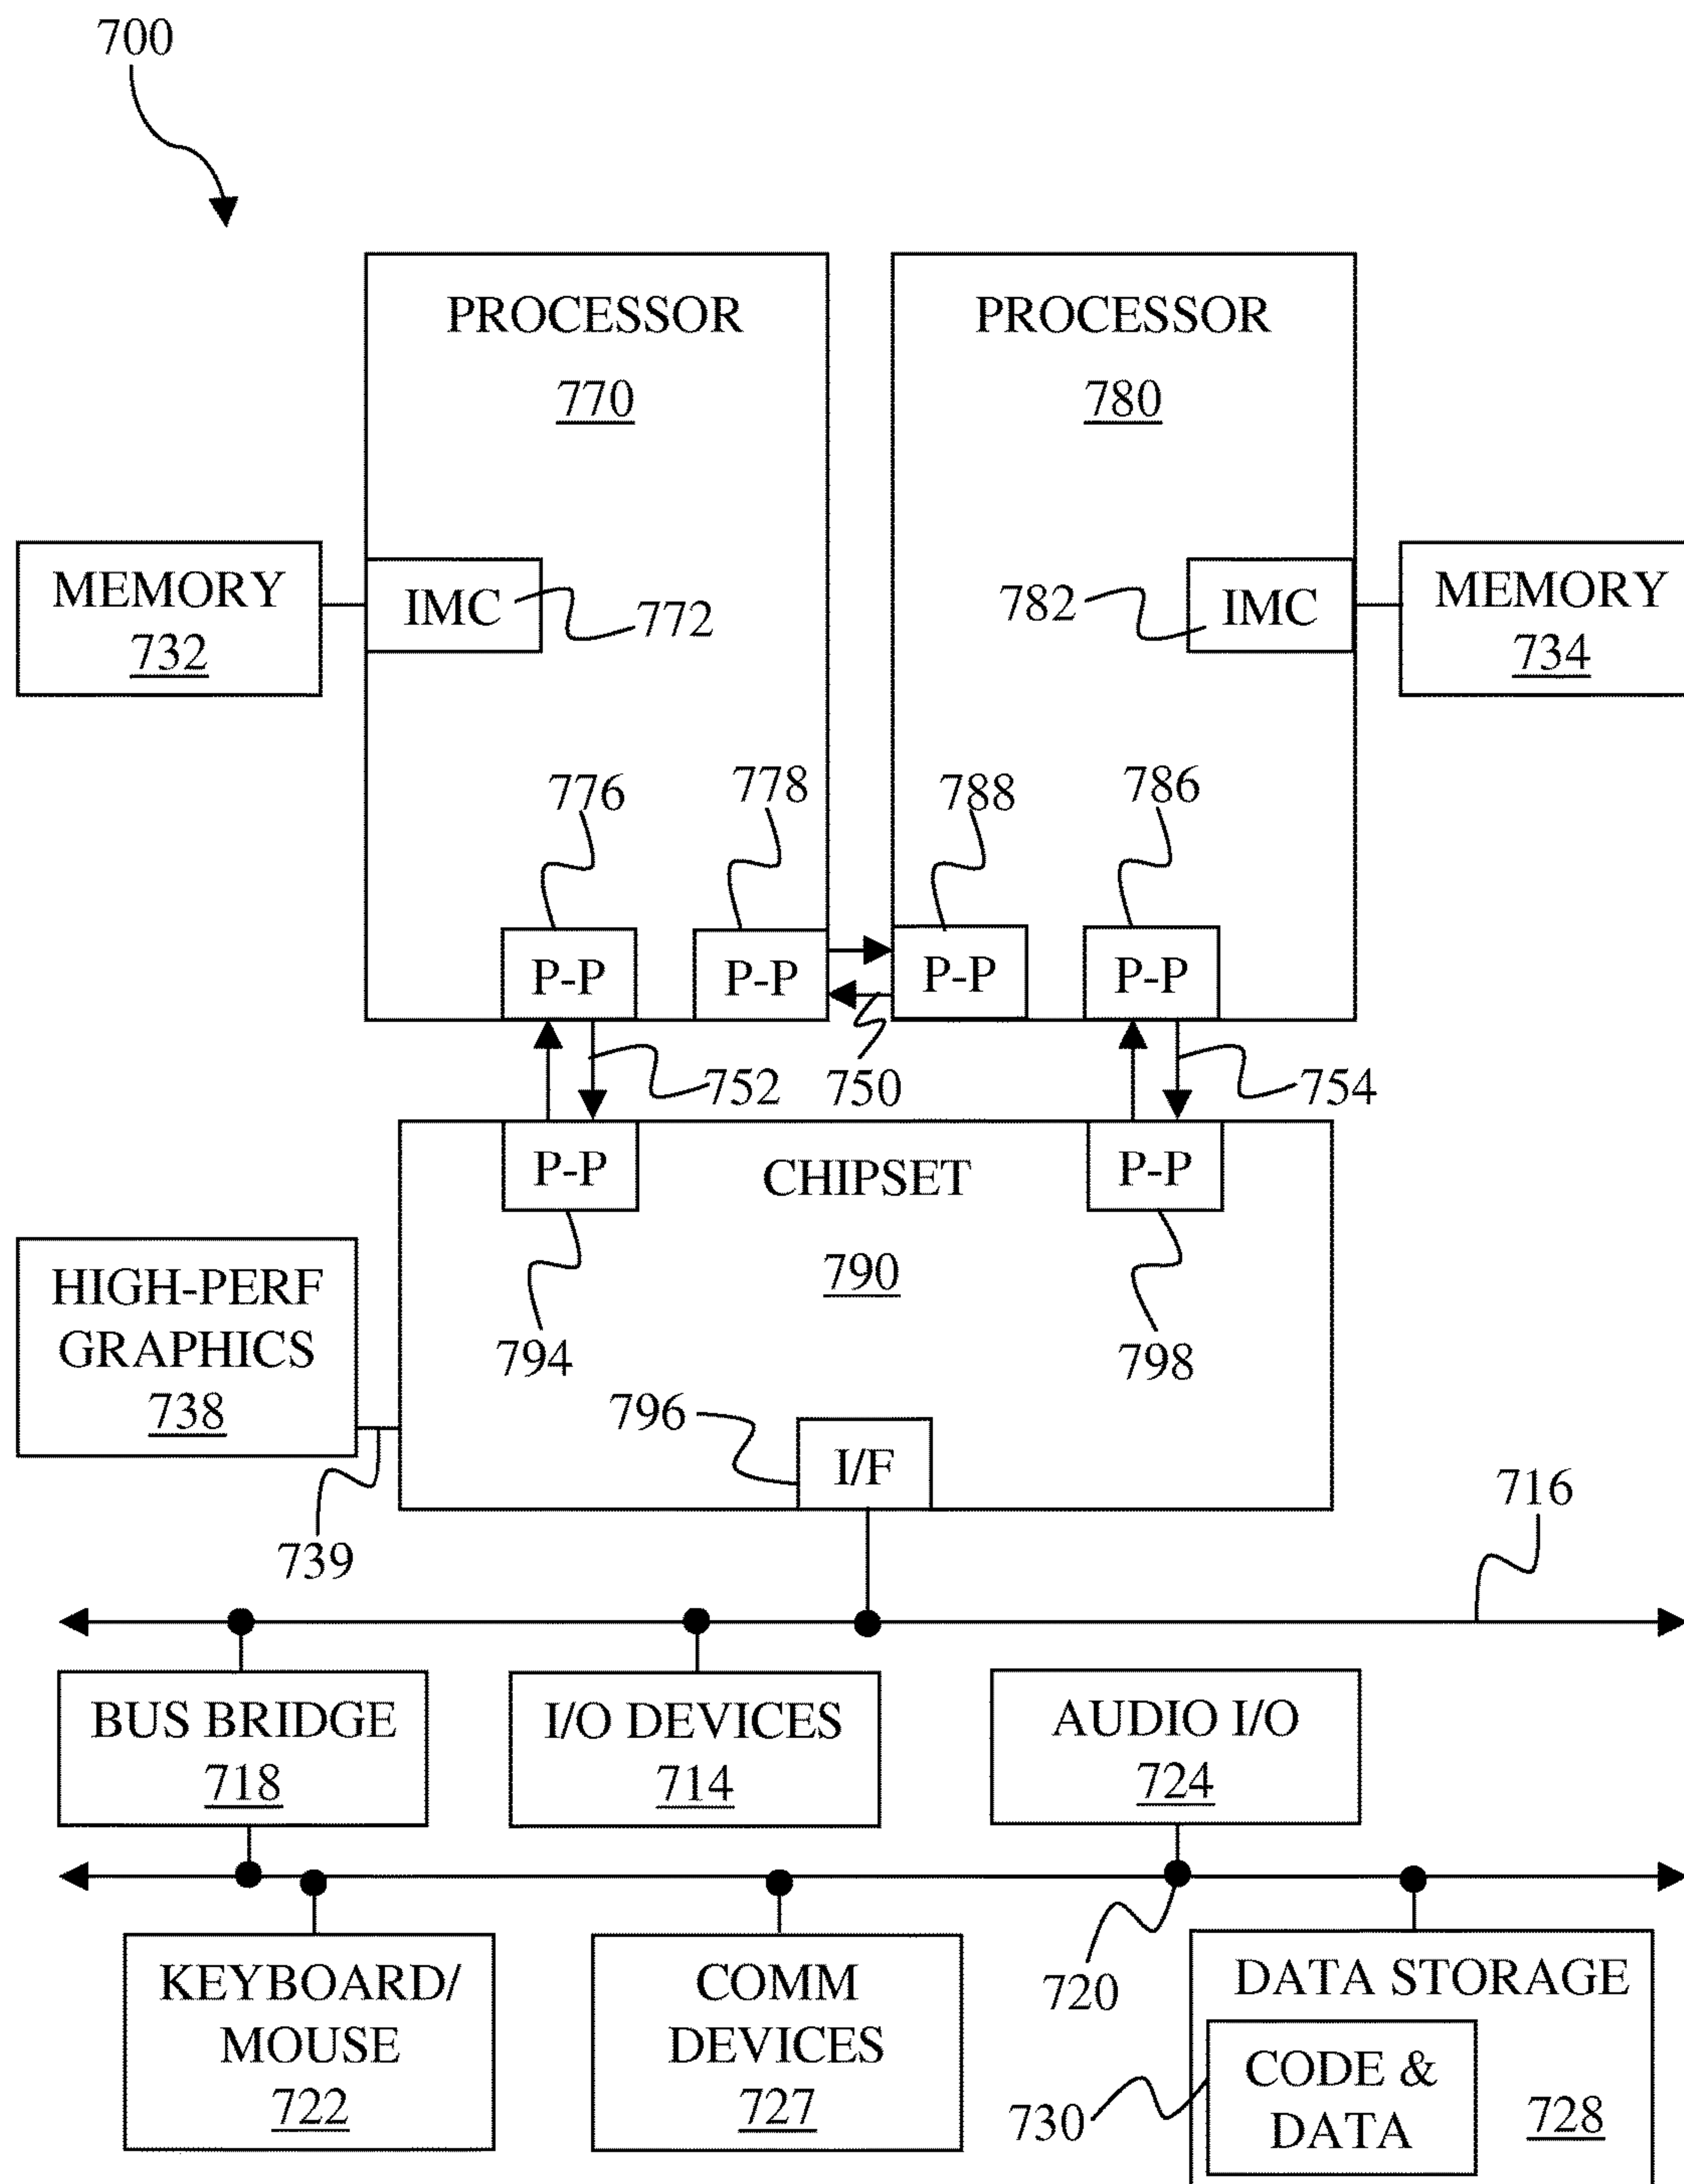 700
PROCESSOR
770
PROCESSOR
780
MEMORY
732
IMC
772
782
IMC
MEMORY
734
776
778
788
786
P-P
P-P
P-P
P-P
752
750
754
P-P
CHIPSET
P-P
790
HIGH-PERF
GRAPHICS
738
794
798
796
I/F
739
716
BUS BRIDGE
718
I/O DEVICES
714
AUDIO I/O
724
720
KEYBOARD/
MOUSE
722
COMM
DEVICES
727
DATA STORAGE
CODE &
DATA
730
728